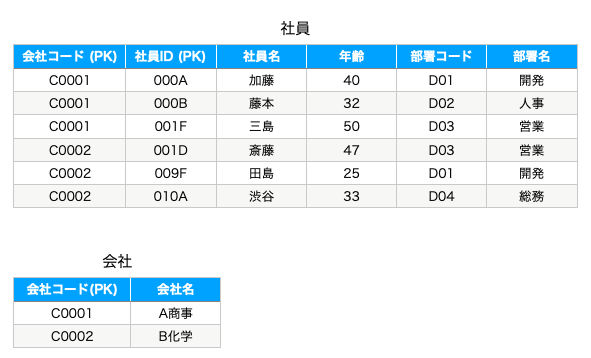 社員
会社コード (PK) 社員ID (PK) 社員名 年齢 部署コード 部署名
C0001 000A 加藤 40 D01 開発
C0001 000B 藤本 32 D02 人事
C0001 001F 三島 50 D03 営業
C0002 001D 斎藤 47 D03 営業
C0002 009F 田島 25 D01 開発
C0002 010A 渋谷 33 D04 総務
会社
会社コード(PK) 会社名
C0001 A商事
C0002 B化学